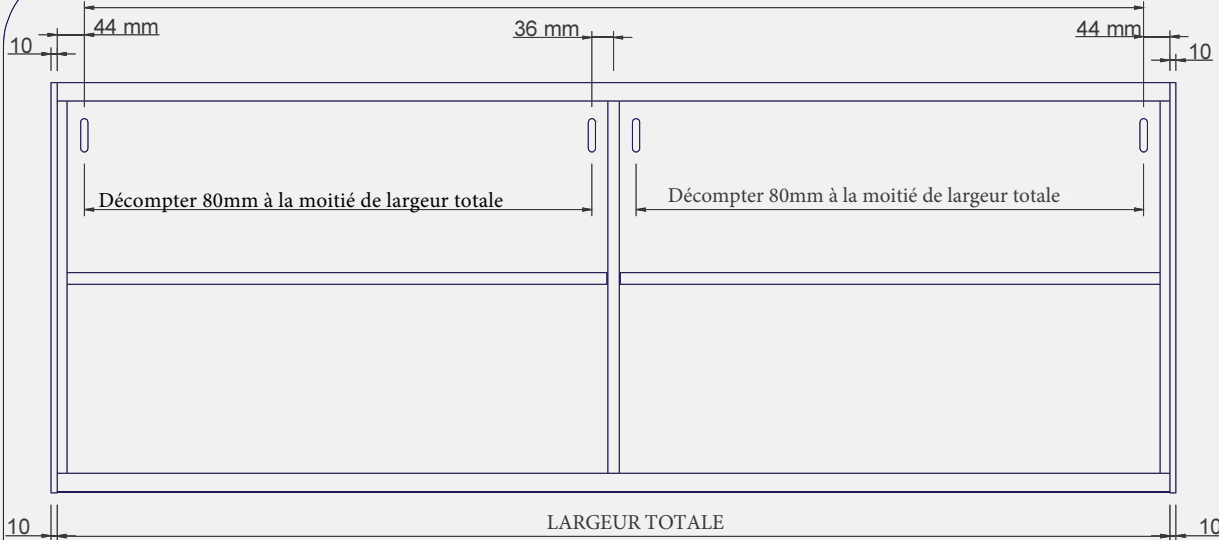 44 mm
36 mm
44 mm
10
10
Décompter 80mm à la moitié de largeur totale
Décompter 80mm à la moitié de largeur totale
10
LARGEUR TOTALE
10